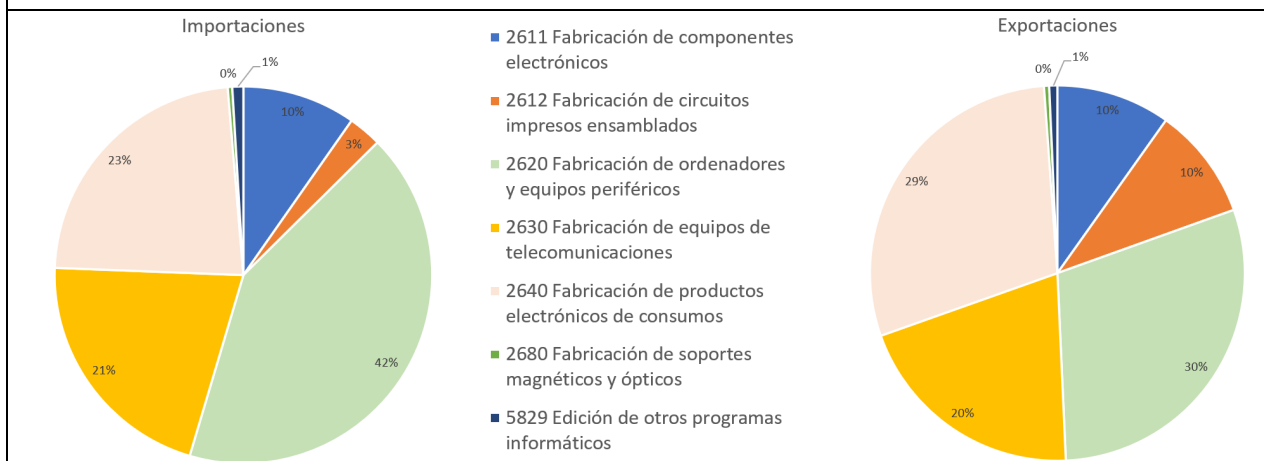 Importaciones
0%
1%
10%
3%
23%
42%
21%
2611 Fabricación de componentes
electrónicos
2612 Fabricación de circuitos
impresos ensamblados
2620 Fabricación de ordenadores
y equipos periféricos
2630 Fabricación de equipos de
telecomunicaciones
2640 Fabricación de productos
electrónicos de consumos
2680 Fabricación de soportes
magnéticos y ópticos
5829 Edición de otros programas
informáticos
Exportaciones
0%
1%
10%
10%
29%
30%
20%